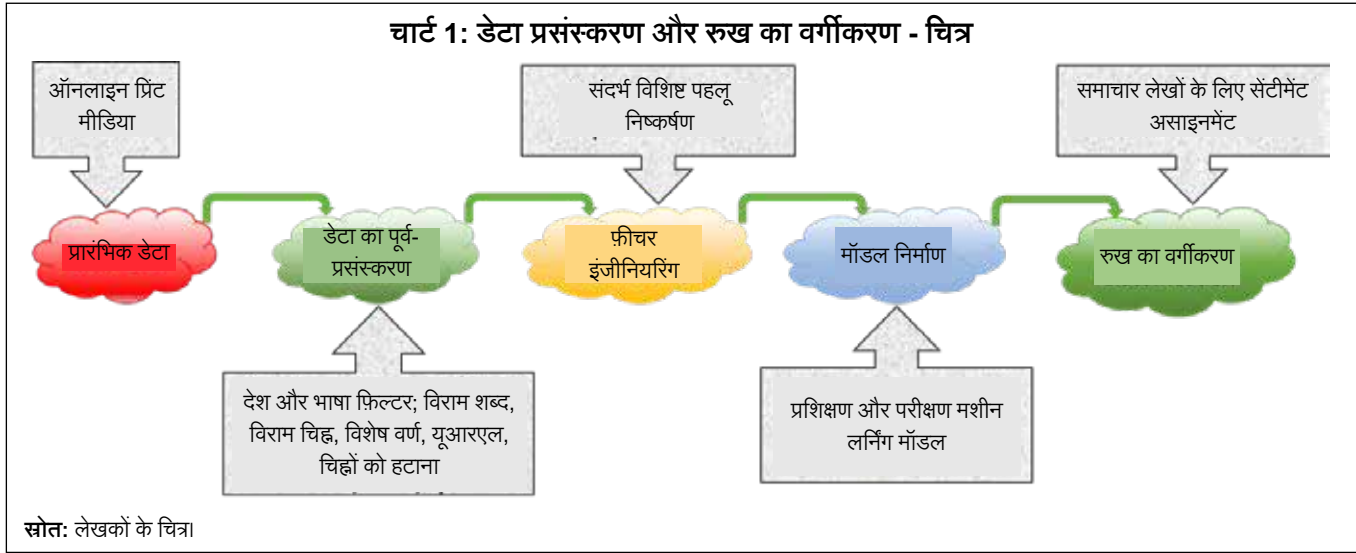 चार्ट 1: डेटा प्रसंस्करण और रुख का वर्गीकरण - चित्र
ऑनलाइन प्रिंट
मीडिया
संदर्भ विशिष्ट पहलू
निष्कर्षण
समाचार लेखों के लिए सेंटीमेंट
असाइनमेंट
प्रारंभिक डेटा
डेटा का पूर्व-
प्रसंस्करण
फ़ीचर
इंजीनियरिंग
मॉडल निर्माण
रुख का वर्गीकरण
देश और भाषा फ़िल्टर; विराम शब्द,
विराम चिह्न, विशेष वर्ण, यूआरएल,
चिह्नों को हटाना
प्रशिक्षण और परीक्षण मशीन
लर्निंग मॉडल
स्रोत: लेखकों के चित्र।